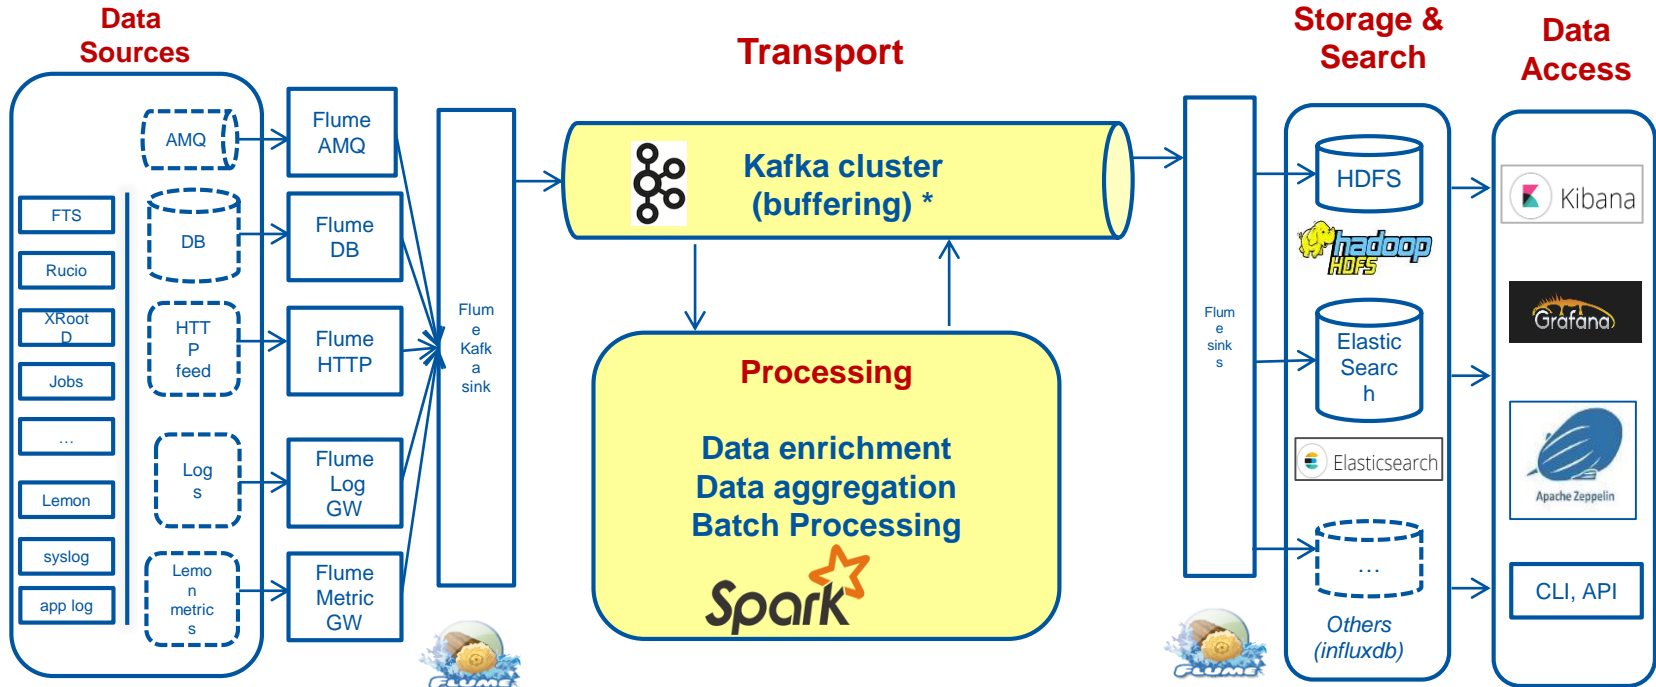 Data
Sources
Transport
Storage &
Search
Data
Access
AMQ
DB
HTT
P
feed
Log
s
Lemo
n
metric
s
FTS
Rucio
XRoot
D
Jobs
...
Lemon
syslog
app log
Flume
AMQ
Flume
DB
Flume
HTTP
Flume
Log
GW
Flume
Metric
GW
Flum
e
Kafk
a
sink
FLUME
Kafka cluster
(buffering) *
Processing
Data enrichment
Data aggregation
Batch Processing
Spark
Flum
e
sink
s
FLUME
HDFS
hadoop
HDFS
Elastic
Searc
h
Elasticsearch
...
Others
(influxdb)
Kibana
Grafana
Apache Zeppelin
CLI, API